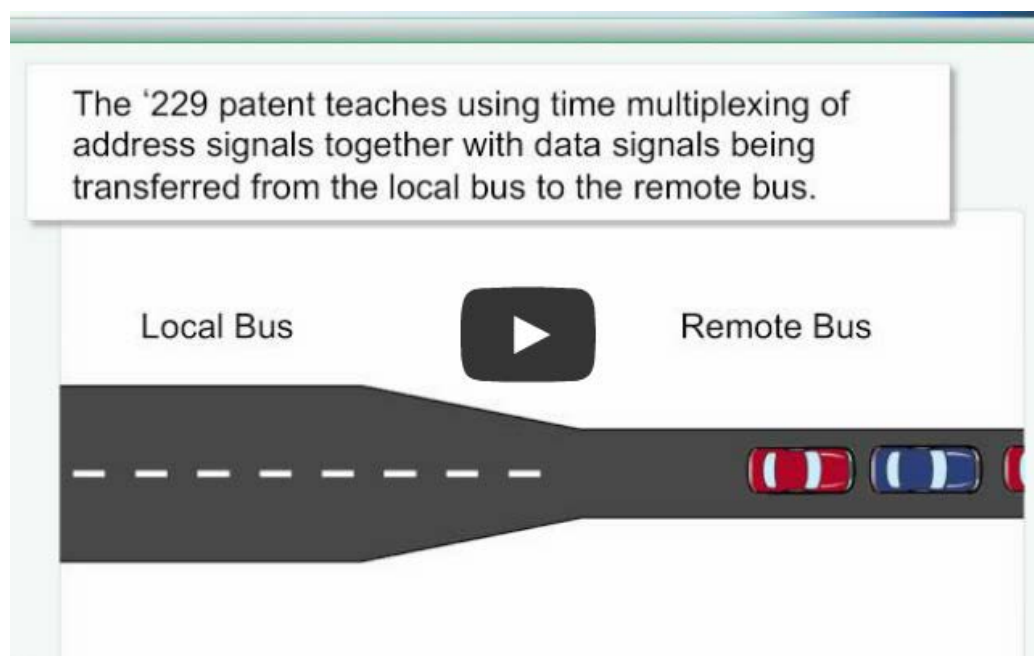 The ‘229 patent teaches using time multiplexing of
address signals together with data signals being
transferred from the local bus to the remote bus.
Local Bus
Remote Bus